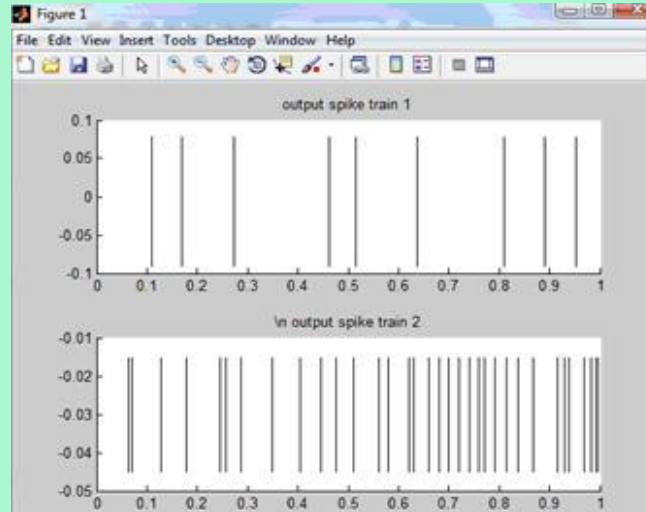 Figure 1
File Edit View Insert Tools Desktop Window Help
output spike train 1
0.1
0.05
0
-0.05
-0.1
0 0.1 0.2 0.3 0.4 0.5 0.6 0.7 0.8 0.9 1
\n output spike train 2
-0.01
-0.02
-0.03
-0.04
-0.05
0 0.1 0.2 0.3 0.4 0.5 0.6 0.7 0.8 0.9 1